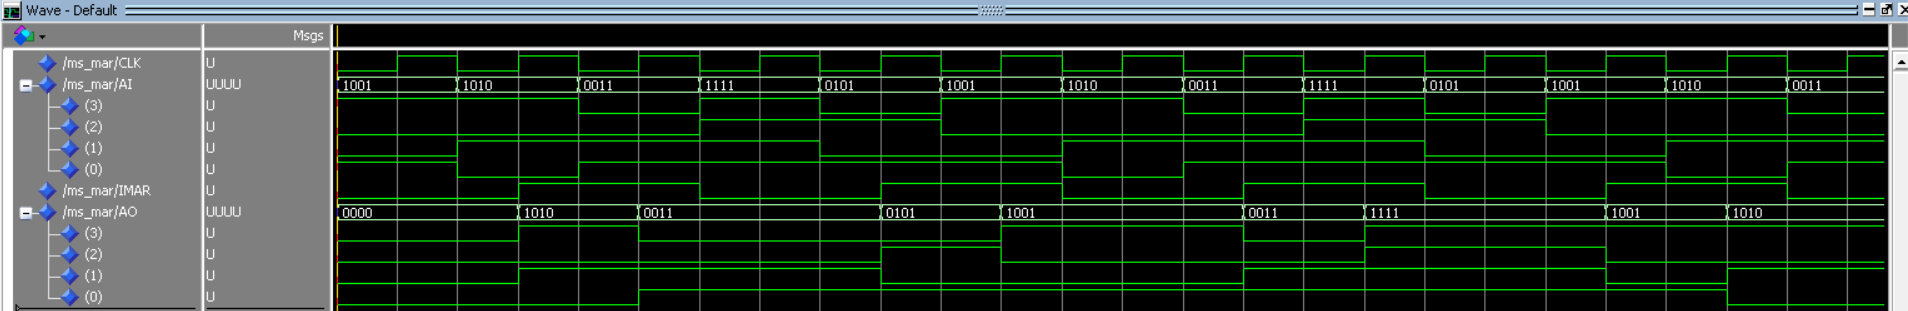 Wave - Default
Msgs
/ms_mar/CLK U
/ms_mar/AI UUUU 1001 1010 0011 1111 0101 1001 1010 0011 1111 0101 1001 1010 0011
(3) U
(2) U
(1) U
(0) U
/ms_mar/IMAR U
/ms_mar/AO UUUU 0000 1010 0011 0101 1001 0011 1111 1001 1010
(3) U
(2) U
(1) U
(0) U